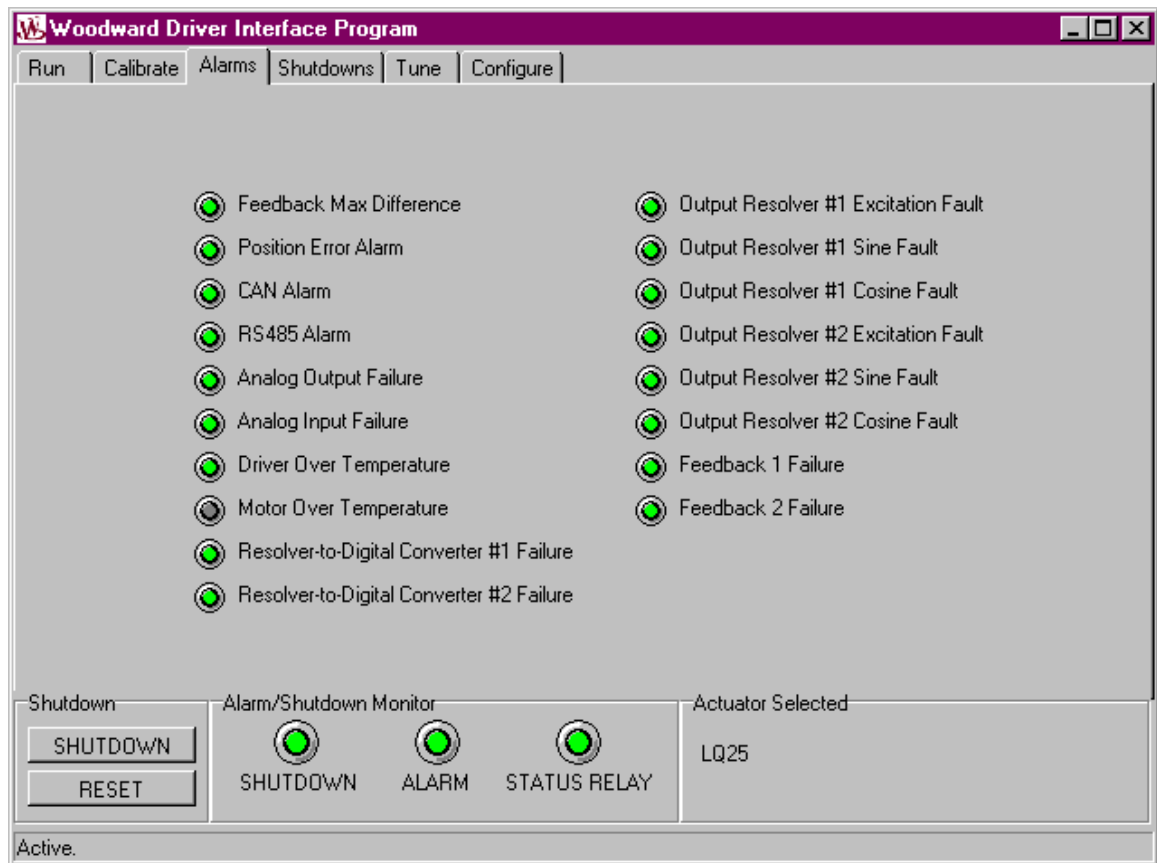 Woodward Driver Interface Program
Run Calibrate Alarms Shutdowns Tune Configure
Feedback Max Difference
Position Error Alarm
CAN Alarm
RS485 Alarm
Analog Output Failure
Analog Input Failure
Driver Over Temperature
Motor Over Temperature
Resolver-to-Digital Converter #1 Failure
Resolver-to-Digital Converter #2 Failure
Output Resolver #1 Excitation Fault
Output Resolver #1 Sine Fault
Output Resolver #1 Cosine Fault
Output Resolver #2 Excitation Fault
Output Resolver #2 Sine Fault
Output Resolver #2 Cosine Fault
Feedback 1 Failure
Feedback 2 Failure
Shutdown
SHUTDOWN
RESET
Alarm/Shutdown Monitor
SHUTDOWN ALARM STATUS RELAY
Actuator Selected
LQ25
Active.